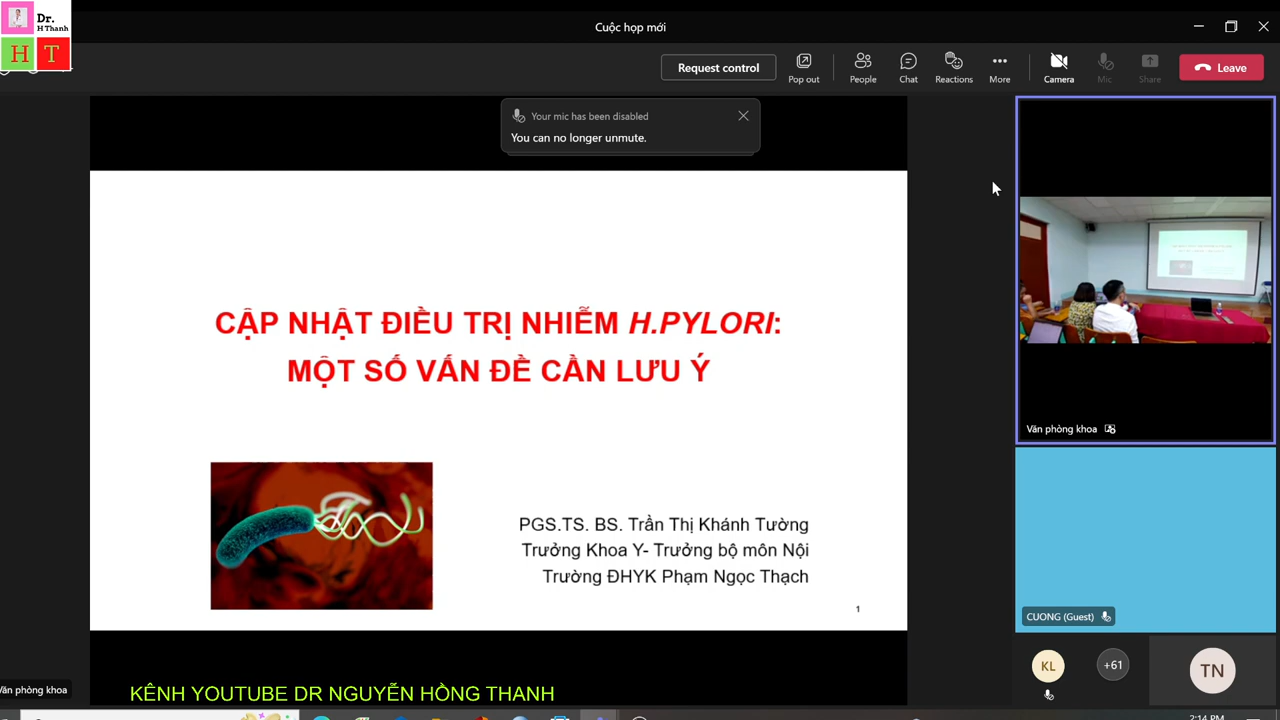 Dr.
H Thanh
H T
Cuộc họp mới
Request control
Pop out
People
Chat
Reactions
More
Camera
Mic
Share
Leave
Your mic has been disabled
You can no longer unmute.
CẬP NHẬT ĐIỀU TRỊ NHIỄM H.PYLORI:
MỘT SỐ VẤN ĐỀ CẦN LƯU Ý
PGS.TS. BS. Trần Thị Khánh Tường
Trưởng Khoa Y- Trưởng bộ môn Nội
Trường ĐHYK Phạm Ngọc Thạch
1
Văn phòng khoa
CUONG (Guest)
KL
+61
TN
Văn phòng khoa
KÊNH YOUTUBE DR NGUYỄN HỒNG THANH
2:14 PM